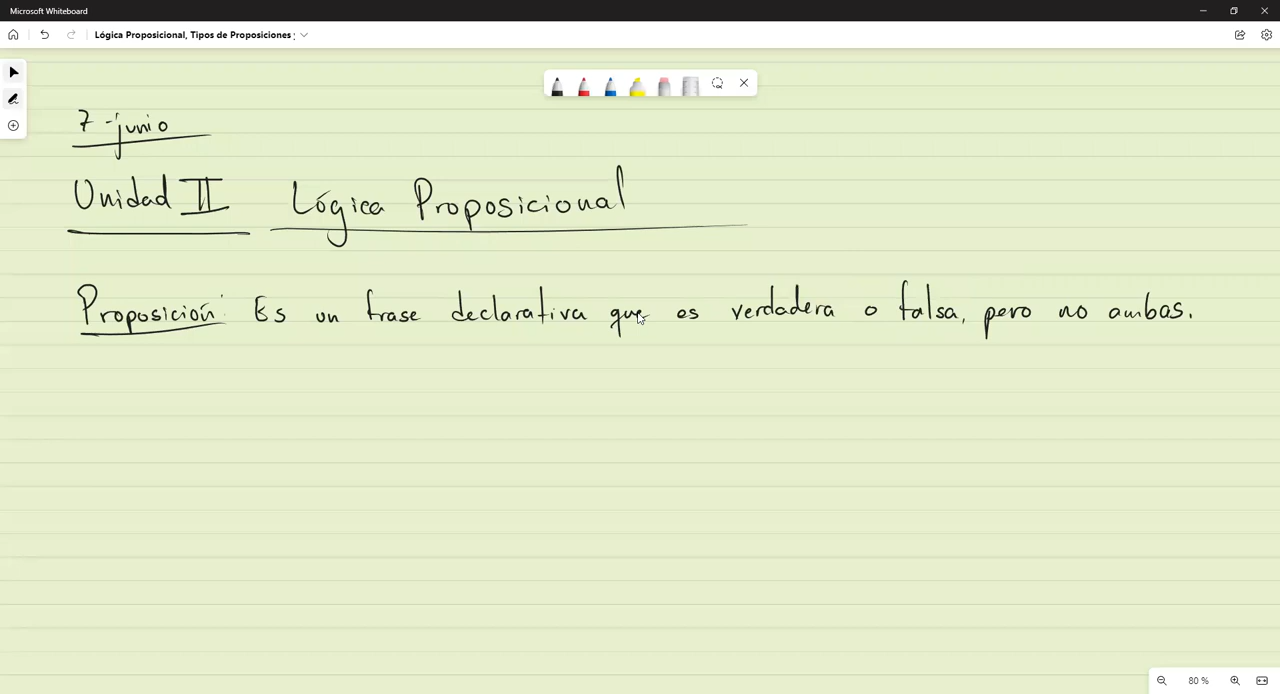 Microsoft Whiteboard
Lógica Proposicional, Tipos de Proposiciones
7 - junio
Unidad II Lógica Proposicional
Proposición: Es un frase declarativa que es verdadera o falsa, pero no ambas.
80 %